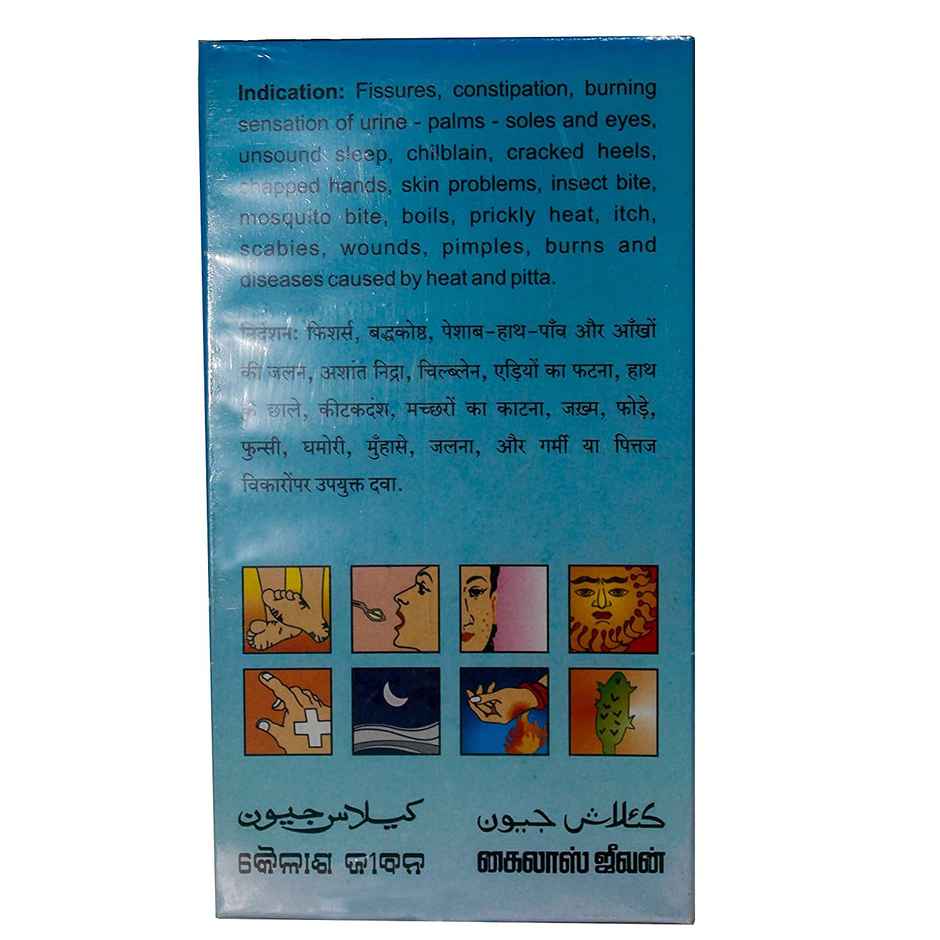 Indication: Fissures, constipation, burning
sensation of urine - palms - soles and eyes,
unsound sleep, chilblain, cracked heels,
chapped hands, skin problems, insect bite,
mosquito bite, boils, prickly heat, itch,
scabies, wounds, pimples, burns and
diseases caused by heat and pitta.
निदेशन: फिशर्स, बद्धकोष्ठ, पेशाब-हाथ-पाँव और आँखों
की जलन, अशांत निद्रा, चिल्ब्लेन, एड़ियों का फटना, हाथ
के छाले, कीटकदंश, मच्छरों का काटना, जख़्म, फोड़े,
फुन्सी, घमोरी, मुँहासे, जलना, और गर्मी या पित्तज
विकारोंपर उपयुक्त दवा.
کیلاس جیون
کئلاش جیون
କୈଳାଶ ଜୀବନ
கைலாஸ் ஜீவன்